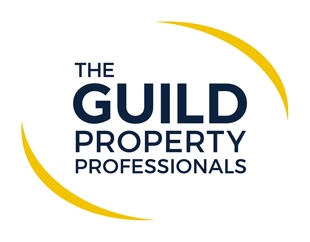 THE
GUILD
PROPERTY
PROFESSIONALS